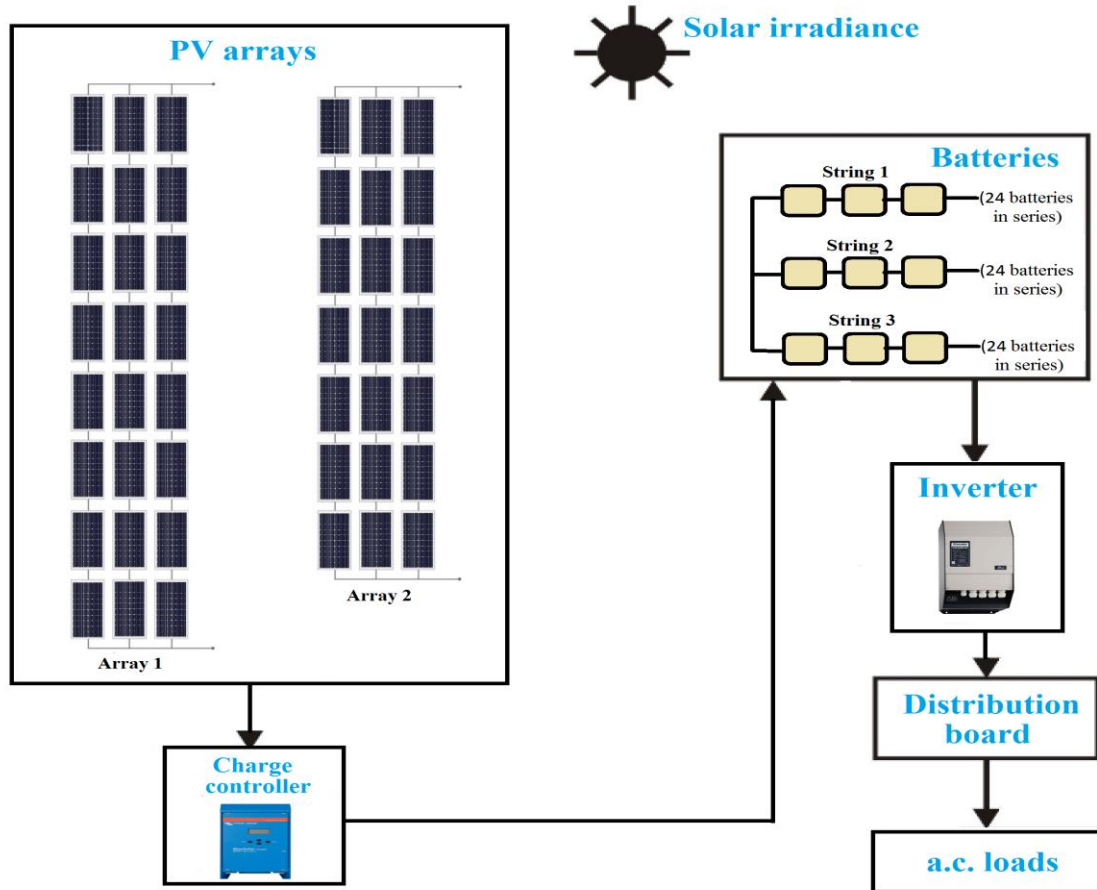 PV arrays
Solar irradiance
Array 1
Array 2
Charge
controller
Batteries
String 1
(24 batteries
in series)
String 2
(24 batteries
in series)
String 3
(24 batteries
in series)
Inverter
Distribution
board
a.c. loads